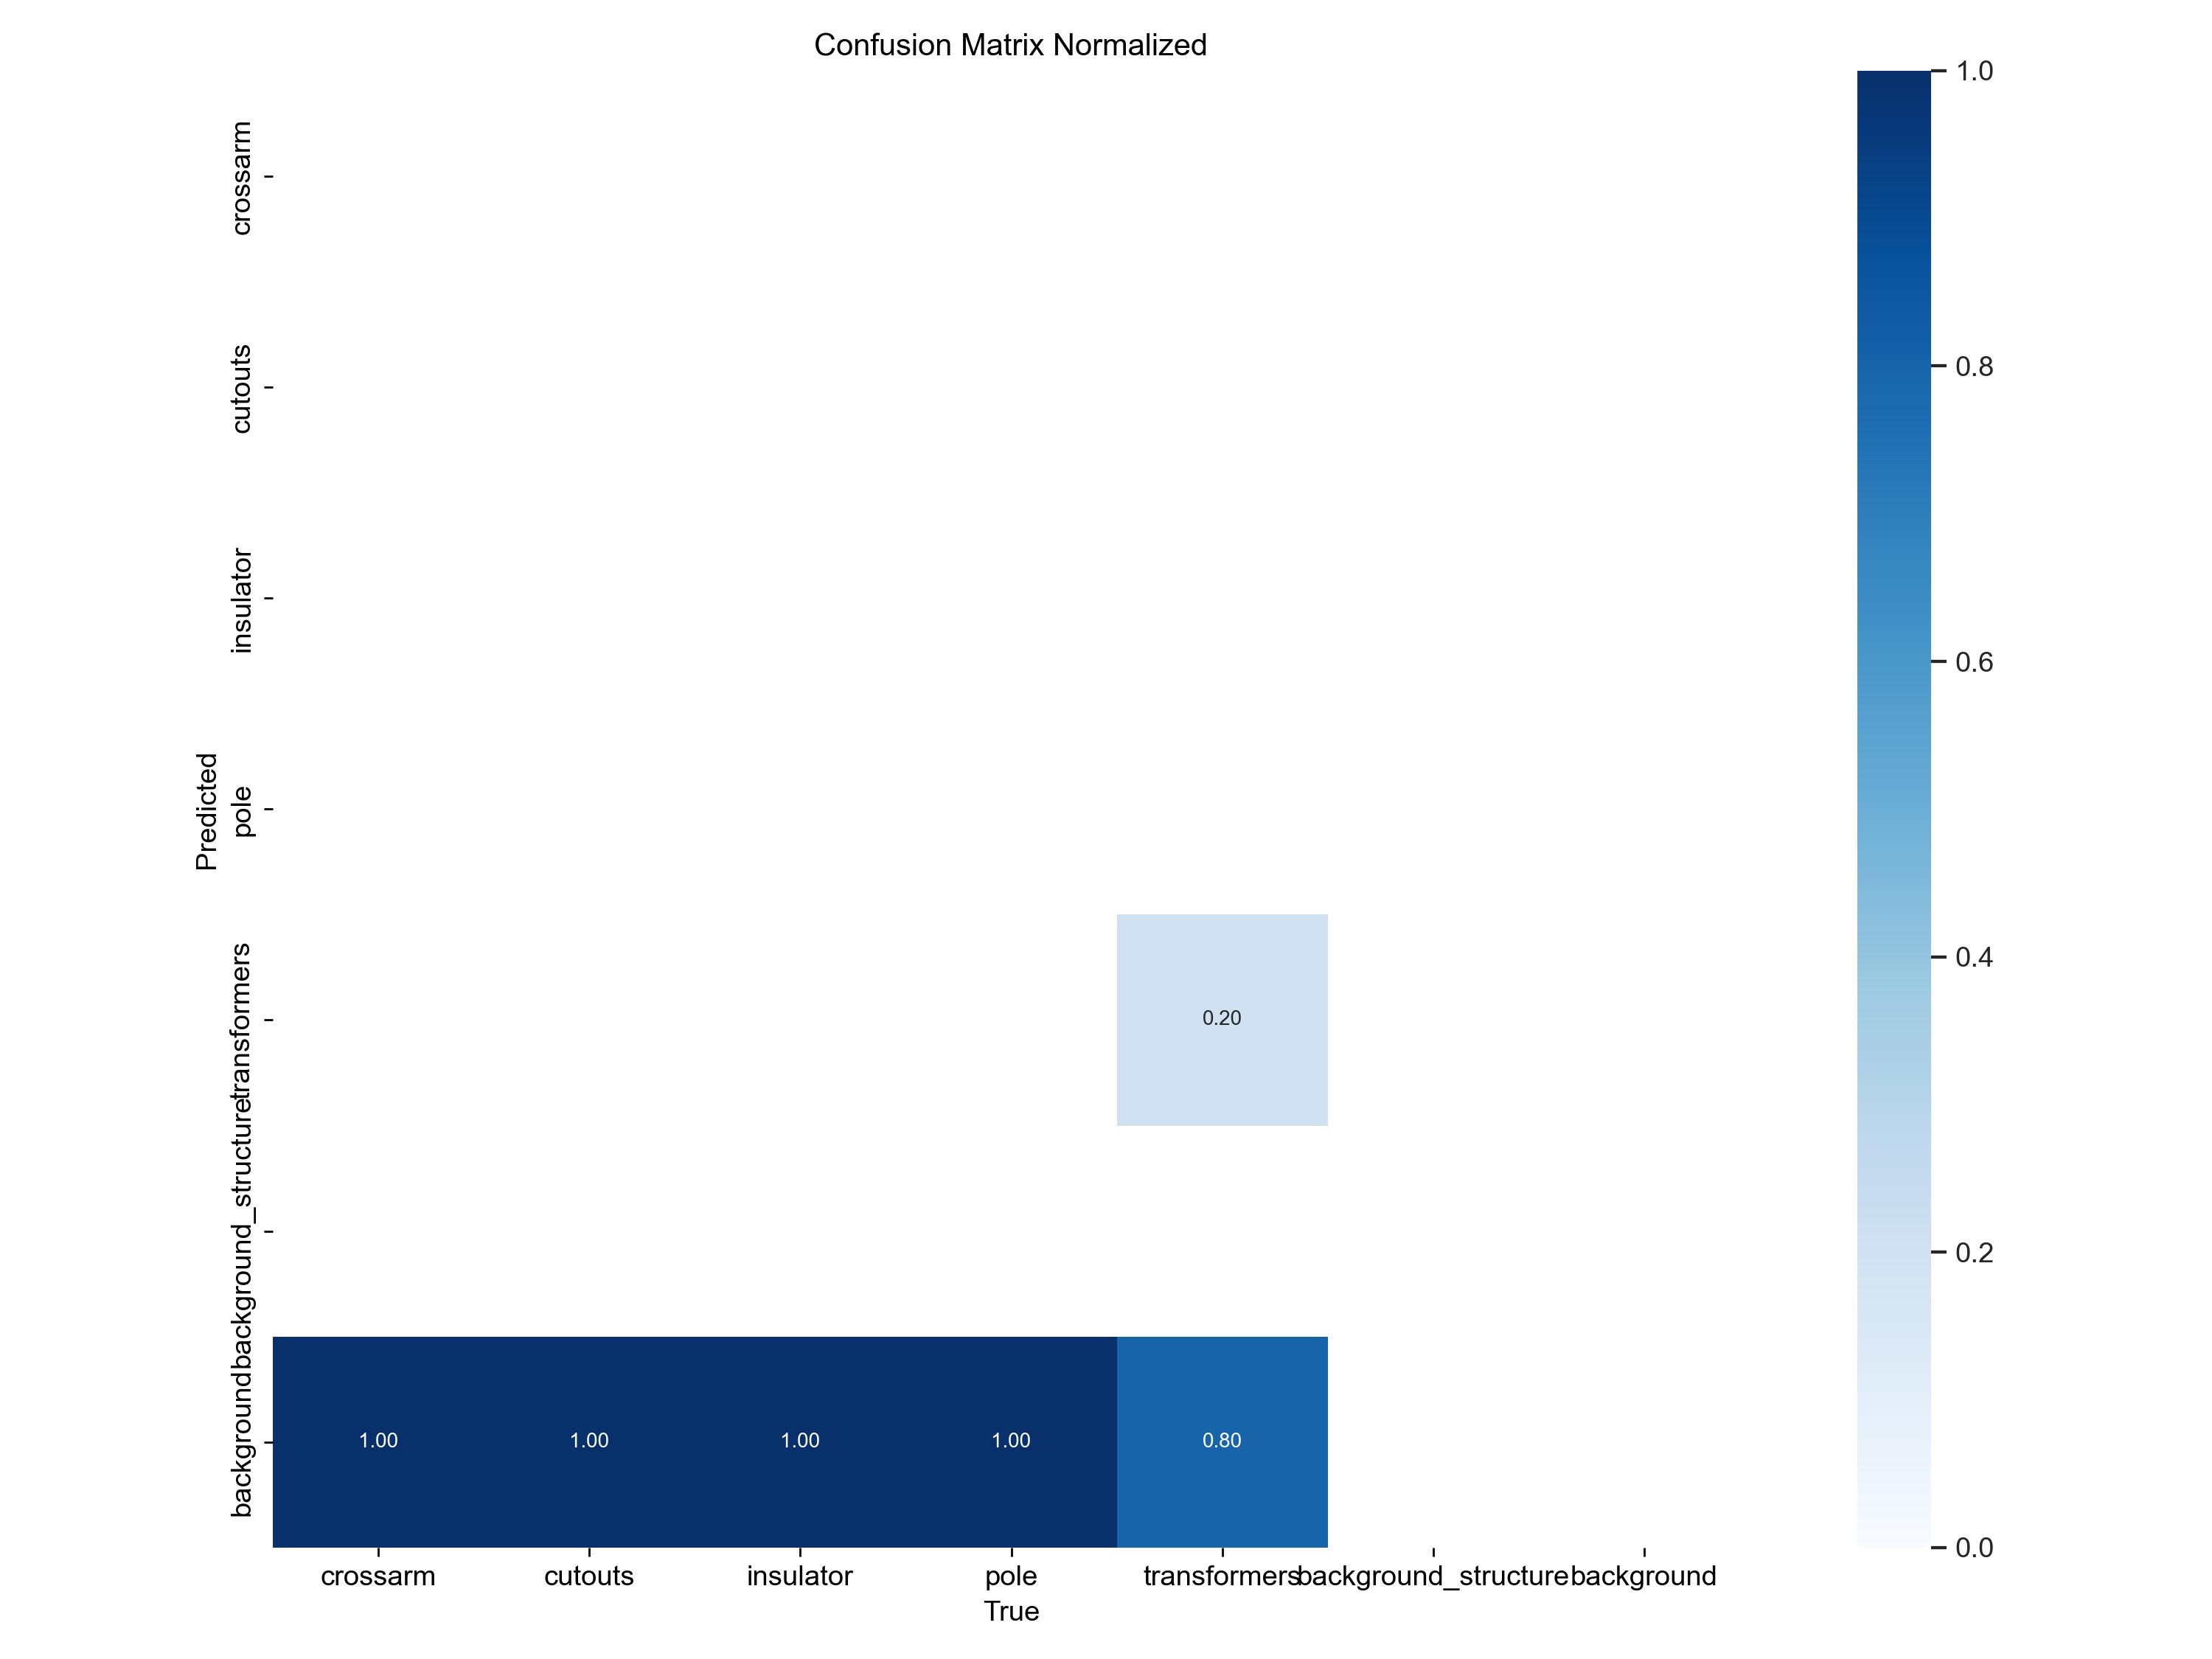 Confusion Matrix Normalized
crossarm
cutouts
insulator
pole
transformers
background_structure
background
Predicted
0.20
1.00 1.00 1.00 1.00 0.80
crossarm cutouts insulator pole transformers background_structure background
True
1.0
0.8
0.6
0.4
0.2
0.0